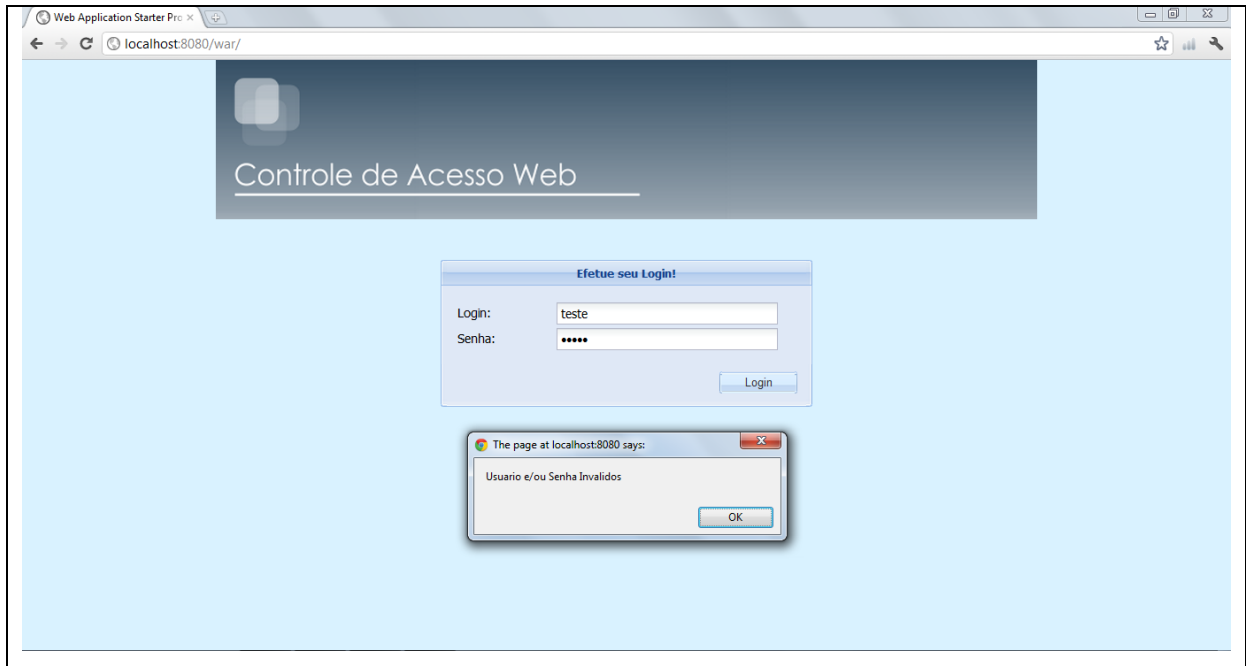 Web Application Starter Pro
localhost:8080/war/
Controle de Acesso Web
Efetue seu Login!
Login: teste
Senha: •••••
Login
The page at localhost:8080 says:
Usuario e/ou Senha Invalidos
OK